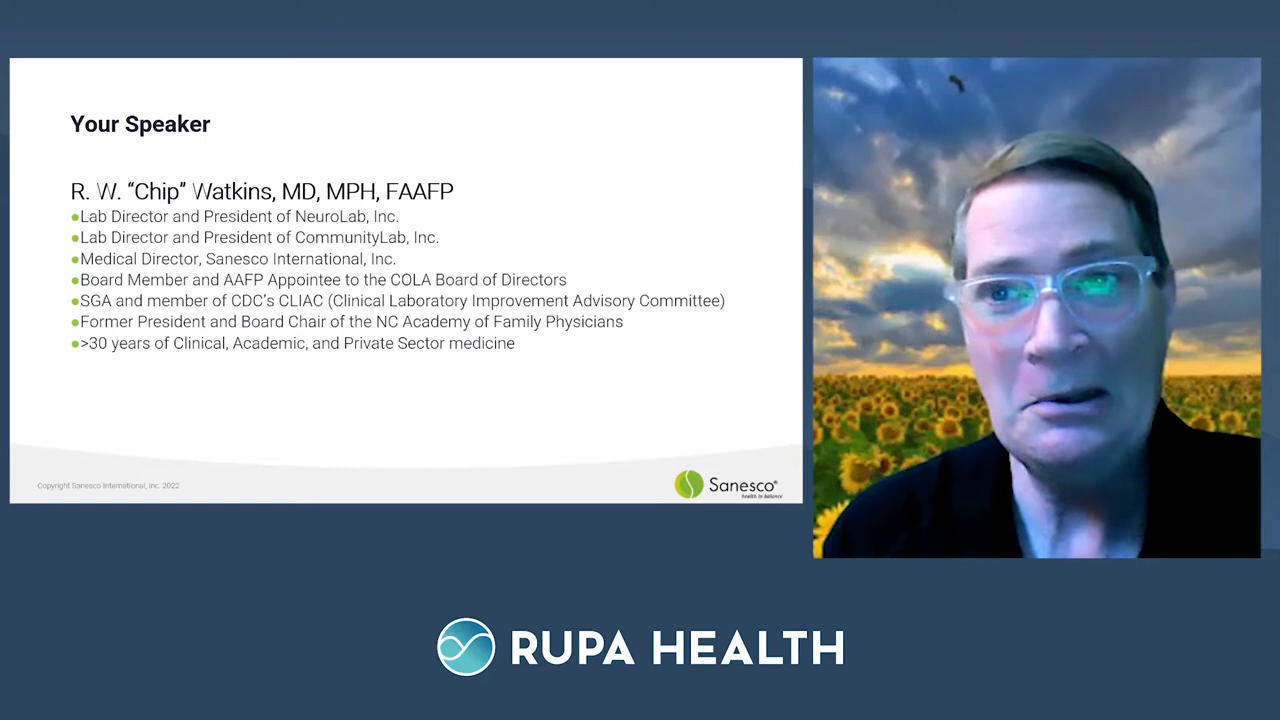 Your Speaker
R. W. “Chip” Watkins, MD, MPH, FAAFP
●Lab Director and President of NeuroLab, Inc.
●Lab Director and President of CommunityLab, Inc.
●Medical Director, Sanesco International, Inc.
●Board Member and AAFP Appointee to the COLA Board of Directors
●SGA and member of CDC’s CLIAC (Clinical Laboratory Improvement Advisory Committee)
●Former President and Board Chair of the NC Academy of Family Physicians
●>30 years of Clinical, Academic, and Private Sector medicine
Copyright Sanesco International, Inc. 2022
Sanesco®
health in balance
RUPA HEALTH